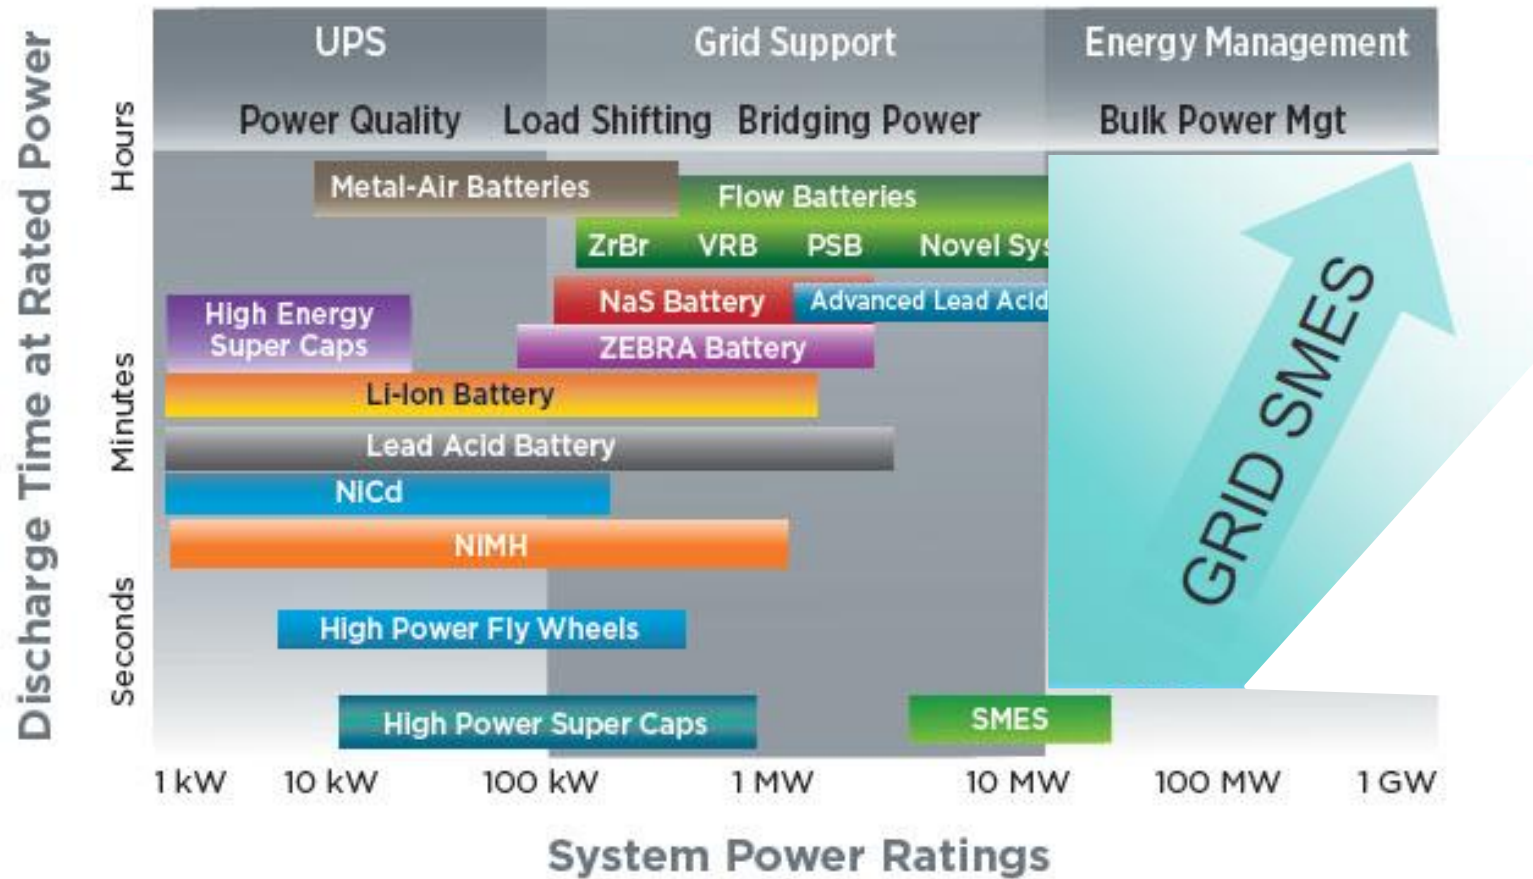 UPS
Grid Support
Energy Management
Power Quality
Load Shifting
Bridging Power
Bulk Power Mgt
Discharge Time at Rated Power
Hours
Minutes
Seconds
Metal-Air Batteries
Flow Batteries
ZrBr
VRB
PSB
Novel Sys
NaS Battery
Advanced Lead Acid
High Energy
Super Caps
ZEBRA Battery
Li-Ion Battery
Lead Acid Battery
NiCd
NIMH
High Power Fly Wheels
High Power Super Caps
SMES
GRID SMES
1 kW
10 kW
100 kW
1 MW
10 MW
100 MW
1 GW
System Power Ratings